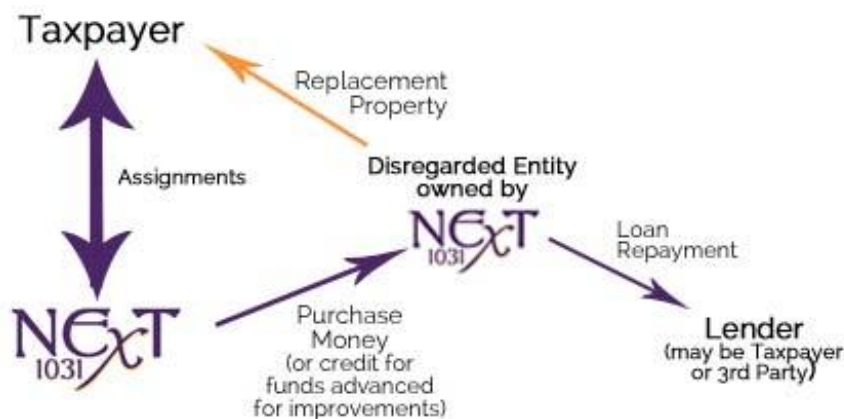 Taxpayer
Replacement
Property
Assignments
Disregarded Entity
owned by
NExT
1031
Loan
Repayment
NExT
1031
Purchase
Money
(or credit for
funds advanced
for improvements)
Lender
(may be Taxpayer
or 3rd Party)